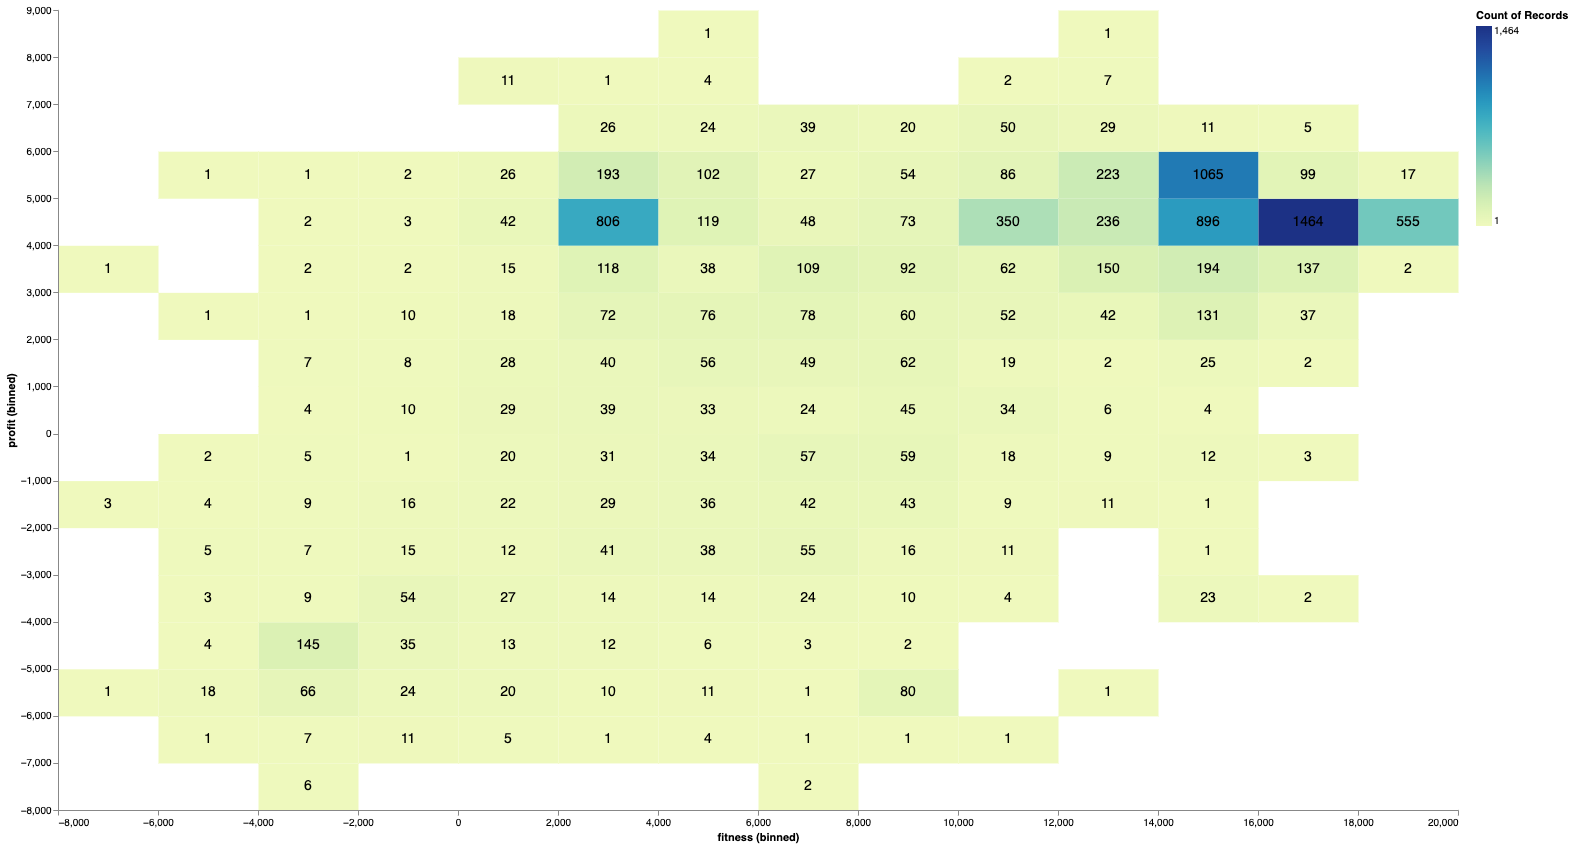 Count of Records
1,464
1
profit (binned)
9,000
1 1
8,000
11 1 4 2 7
7,000
26 24 39 20 50 29 11 5
6,000
1 1 2 26 193 102 27 54 86 223 1065 99 17
5,000
2 3 42 806 119 48 73 350 236 896 1464 555
4,000
1 2 2 15 118 38 109 92 62 150 194 137 2
3,000
1 1 10 18 72 76 78 60 52 42 131 37
2,000
7 8 28 40 56 49 62 19 2 25 2
1,000
4 10 29 39 33 24 45 34 6 4
0
2 5 1 20 31 34 57 59 18 9 12 3
−1,000
3 4 9 16 22 29 36 42 43 9 11 1
−2,000
5 7 15 12 41 38 55 16 11 1
−3,000
3 9 54 27 14 14 24 10 4 23 2
−4,000
4 145 35 13 12 6 3 2
−5,000
1 18 66 24 20 10 11 1 80 1
−6,000
1 7 11 5 1 4 1 1 1
−7,000
6 2
−8,000
−8,000 −6,000 −4,000 −2,000 0 2,000 4,000 6,000 8,000 10,000 12,000 14,000 16,000 18,000 20,000
fitness (binned)